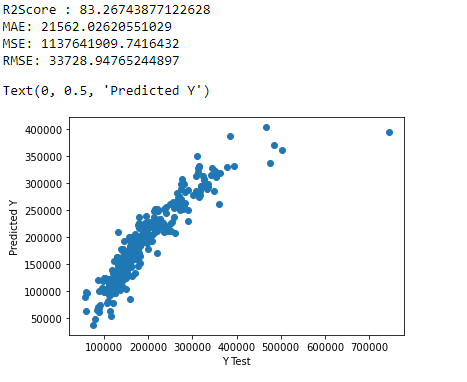 R2Score : 83.26743877122628
MAE: 21562.02620551029
MSE: 1137641909.7416432
RMSE: 33728.94765244897
Text(0, 0.5, 'Predicted Y')
400000
350000
300000
250000
200000
150000
100000
50000
Predicted Y
100000 200000 300000 400000 500000 600000 700000
Y Test